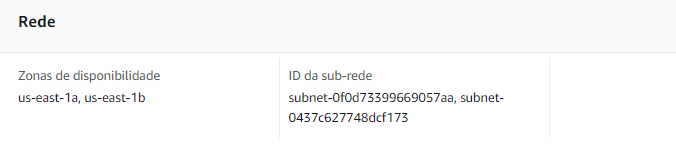 Rede
Zonas de disponibilidade
us-east-1a, us-east-1b
ID da sub-rede
subnet-0f0d73399669057aa, subnet-
0437c627748dcf173